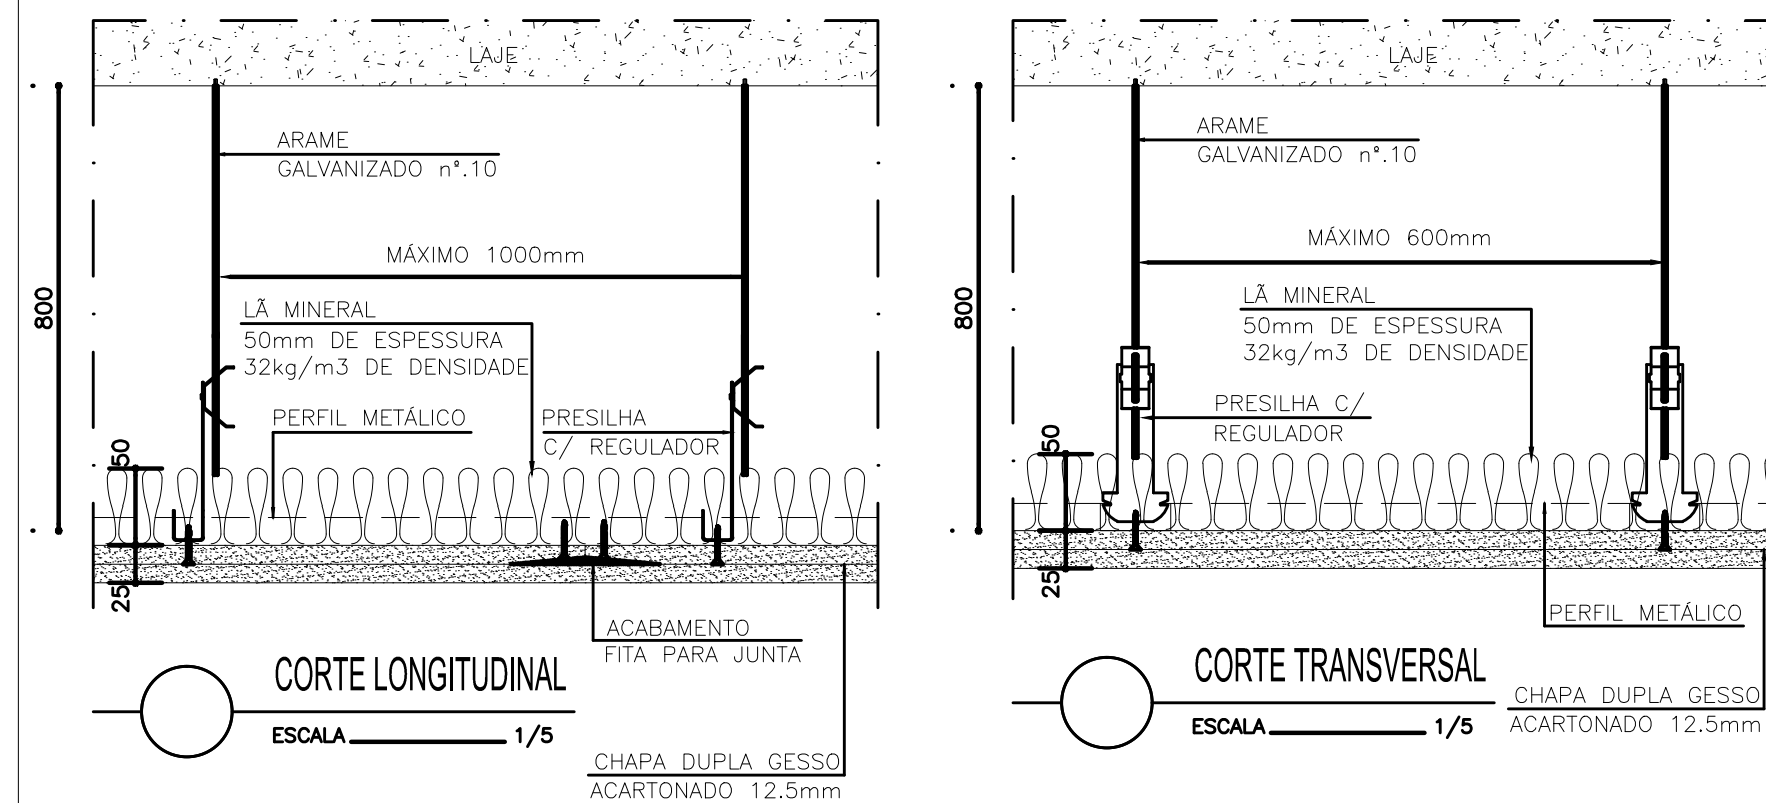 LAJE
ARAME
GALVANIZADO nº.10
MÁXIMO 1000mm
800
LÃ MINERAL
50mm DE ESPESSURA
32kg/m3 DE DENSIDADE
PERFIL METÁLICO
PRESILHA
C/ REGULADOR
50
25
ACABAMENTO
FITA PARA JUNTA
CORTE LONGITUDINAL
ESCALA 1/5
CHAPA DUPLA GESSO
ACARTONADO 12.5mm
LAJE
ARAME
GALVANIZADO nº.10
MÁXIMO 600mm
800
LÃ MINERAL
50mm DE ESPESSURA
32kg/m3 DE DENSIDADE
PRESILHA C/
REGULADOR
50
25
PERFIL METÁLICO
CORTE TRANSVERSAL
ESCALA 1/5
CHAPA DUPLA GESSO
ACARTONADO 12.5mm